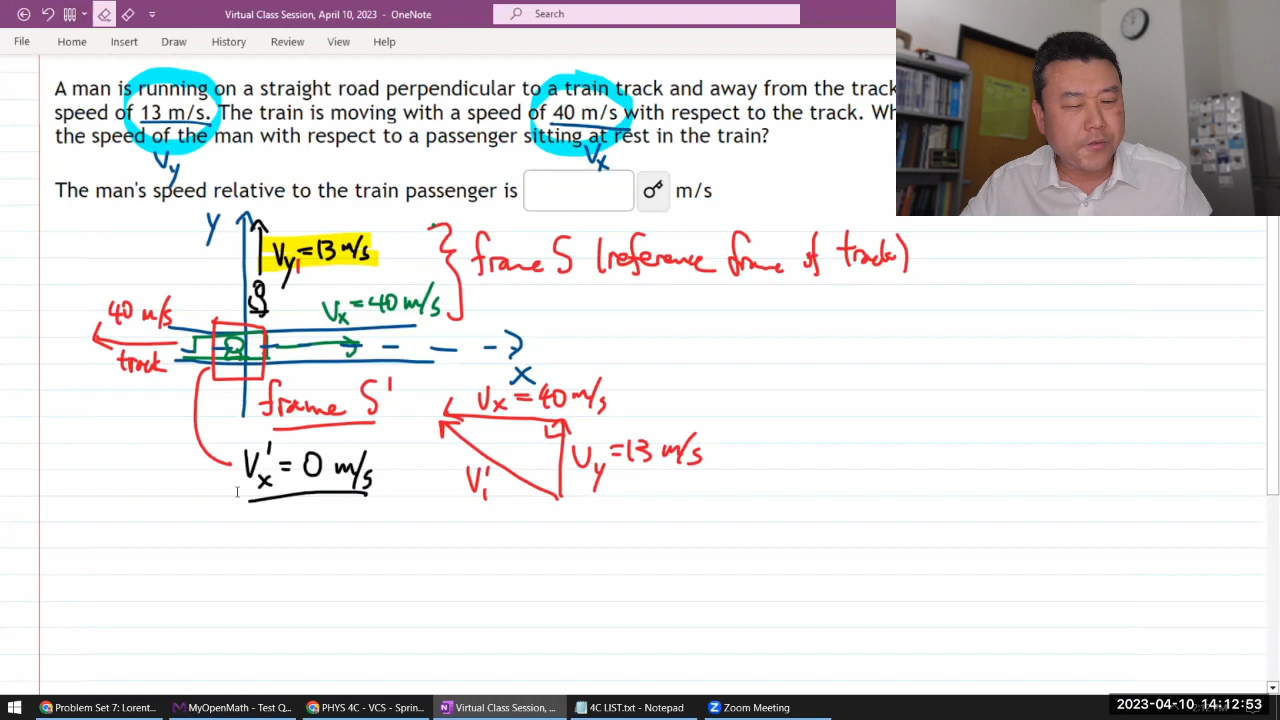 Virtual Class Session, April 10, 2023 - OneNote
Search
File Home Insert Draw History Review View Help
A man is running on a straight road perpendicular to a train track and away from the track
speed of 13 m/s. The train is moving with a speed of 40 m/s with respect to the track. Wh
the speed of the man with respect to a passenger sitting at rest in the train?
Vy
Vx
The man's speed relative to the train passenger is m/s
y
Vy1 = 13 m/s
frame S (reference frame of track)
40 m/s
Vx = 40 m/s
track
x
frame S'
Vx = 40 m/s
Vy = 13 m/s
Vx' = 0 m/s
V1'
Problem Set 7: Lorent...
MyOpenMath - Test Q...
PHYS 4C - VCS - Sprin...
Virtual Class Session, ...
4C LIST.txt - Notepad
Zoom Meeting
2023-04-10 14:12:53